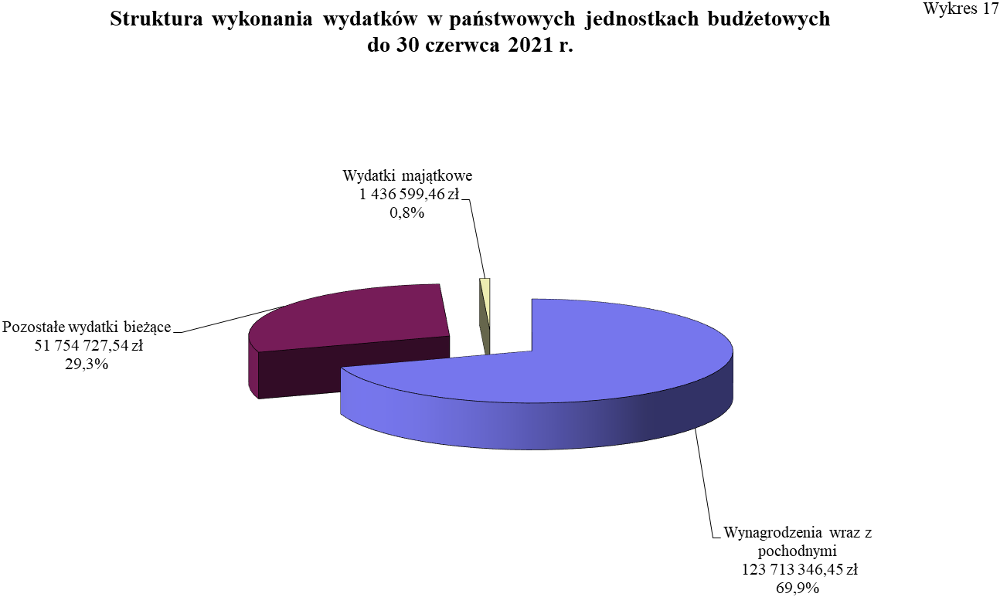 Wykres 17
Struktura wykonania wydatków w państwowych jednostkach budżetowych
do 30 czerwca 2021 r.
Wydatki majątkowe
1 436 599,46 zł
0,8%
Pozostałe wydatki bieżące
51 754 727,54 zł
29,3%
Wynagrodzenia wraz z
pochodnymi
123 713 346,45 zł
69,9%